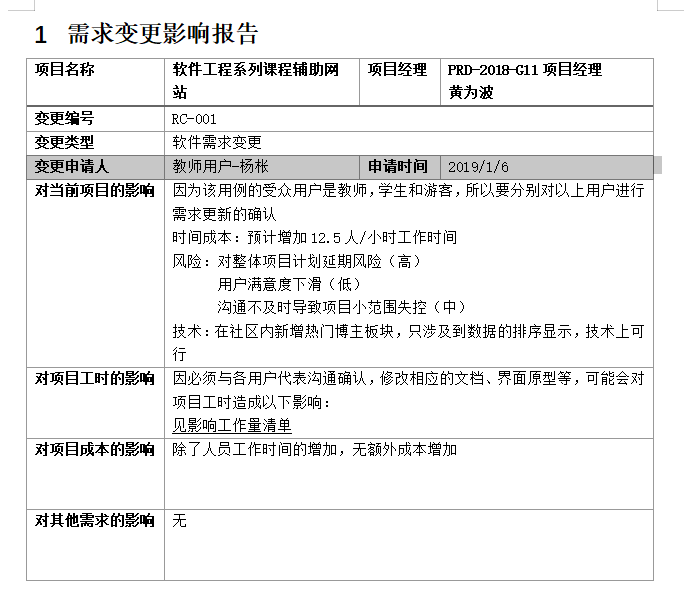 1 需求变更影响报告
项目名称 软件工程系列课程辅助网站 项目经理 PRD-2018-G11项目经理 黄为波
变更编号 RC-001
变更类型 软件需求变更
变更申请人 教师用户-杨枨 申请时间 2019/1/6
对当前项目的影响 因为该用例的受众用户是教师，学生和游客，所以要分别对以上用户进行
需求更新的确认
时间成本：预计增加12.5人/小时工作时间
风险：对整体项目计划延期风险（高）
用户满意度下滑（低）
沟通不及时导致项目小范围失控（中）
技术：在社区内新增热门博主板块，只涉及到数据的排序显示，技术上可
行
对项目工时的影响 因必须与各用户代表沟通确认，修改相应的文档、界面原型等，可能会对
项目工时造成以下影响：
见影响工作量清单
对项目成本的影响 除了人员工作时间的增加，无额外成本增加
对其他需求的影响 无